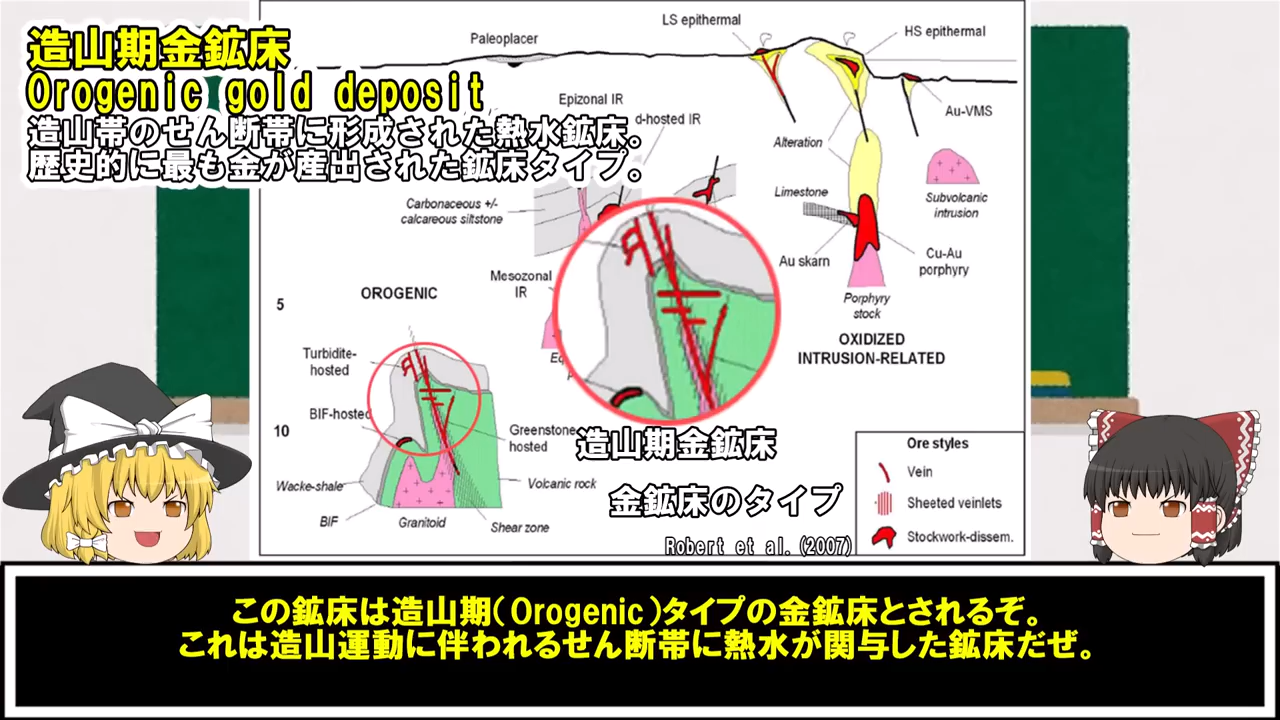 造山期金鉱床
Orogenic gold deposit
造山帯のせん断帯に形成された熱水鉱床。
歴史的に最も金が産出された鉱床タイプ。
LS epithermal
HS epithermal
Paleoplacer
Epizonal IR
d-hosted IR
Au-VMS
Alteration
Carbonaceous +/-
calcareous siltstone
Limestone
Subvolcanic
intrusion
Au skarn
Cu-Au
porphyry
Mesozonal
IR
OROGENIC
5
Porphyry
stock
OXIDIZED
INTRUSION-RELATED
Turbidite-
hosted
BIF-hosted
10
Greenstone
hosted
Wacke-shale
Volcanic rock
BIF
Granitoid
Shear zone
造山期金鉱床
金鉱床のタイプ
Robert et al.(2007)
Ore styles
Vein
Sheeted veinlets
Stockwork-dissem.
この鉱床は造山期(Orogenic)タイプの金鉱床とされるぞ。
これは造山運動に伴われるせん断帯に熱水が関与した鉱床だぜ。